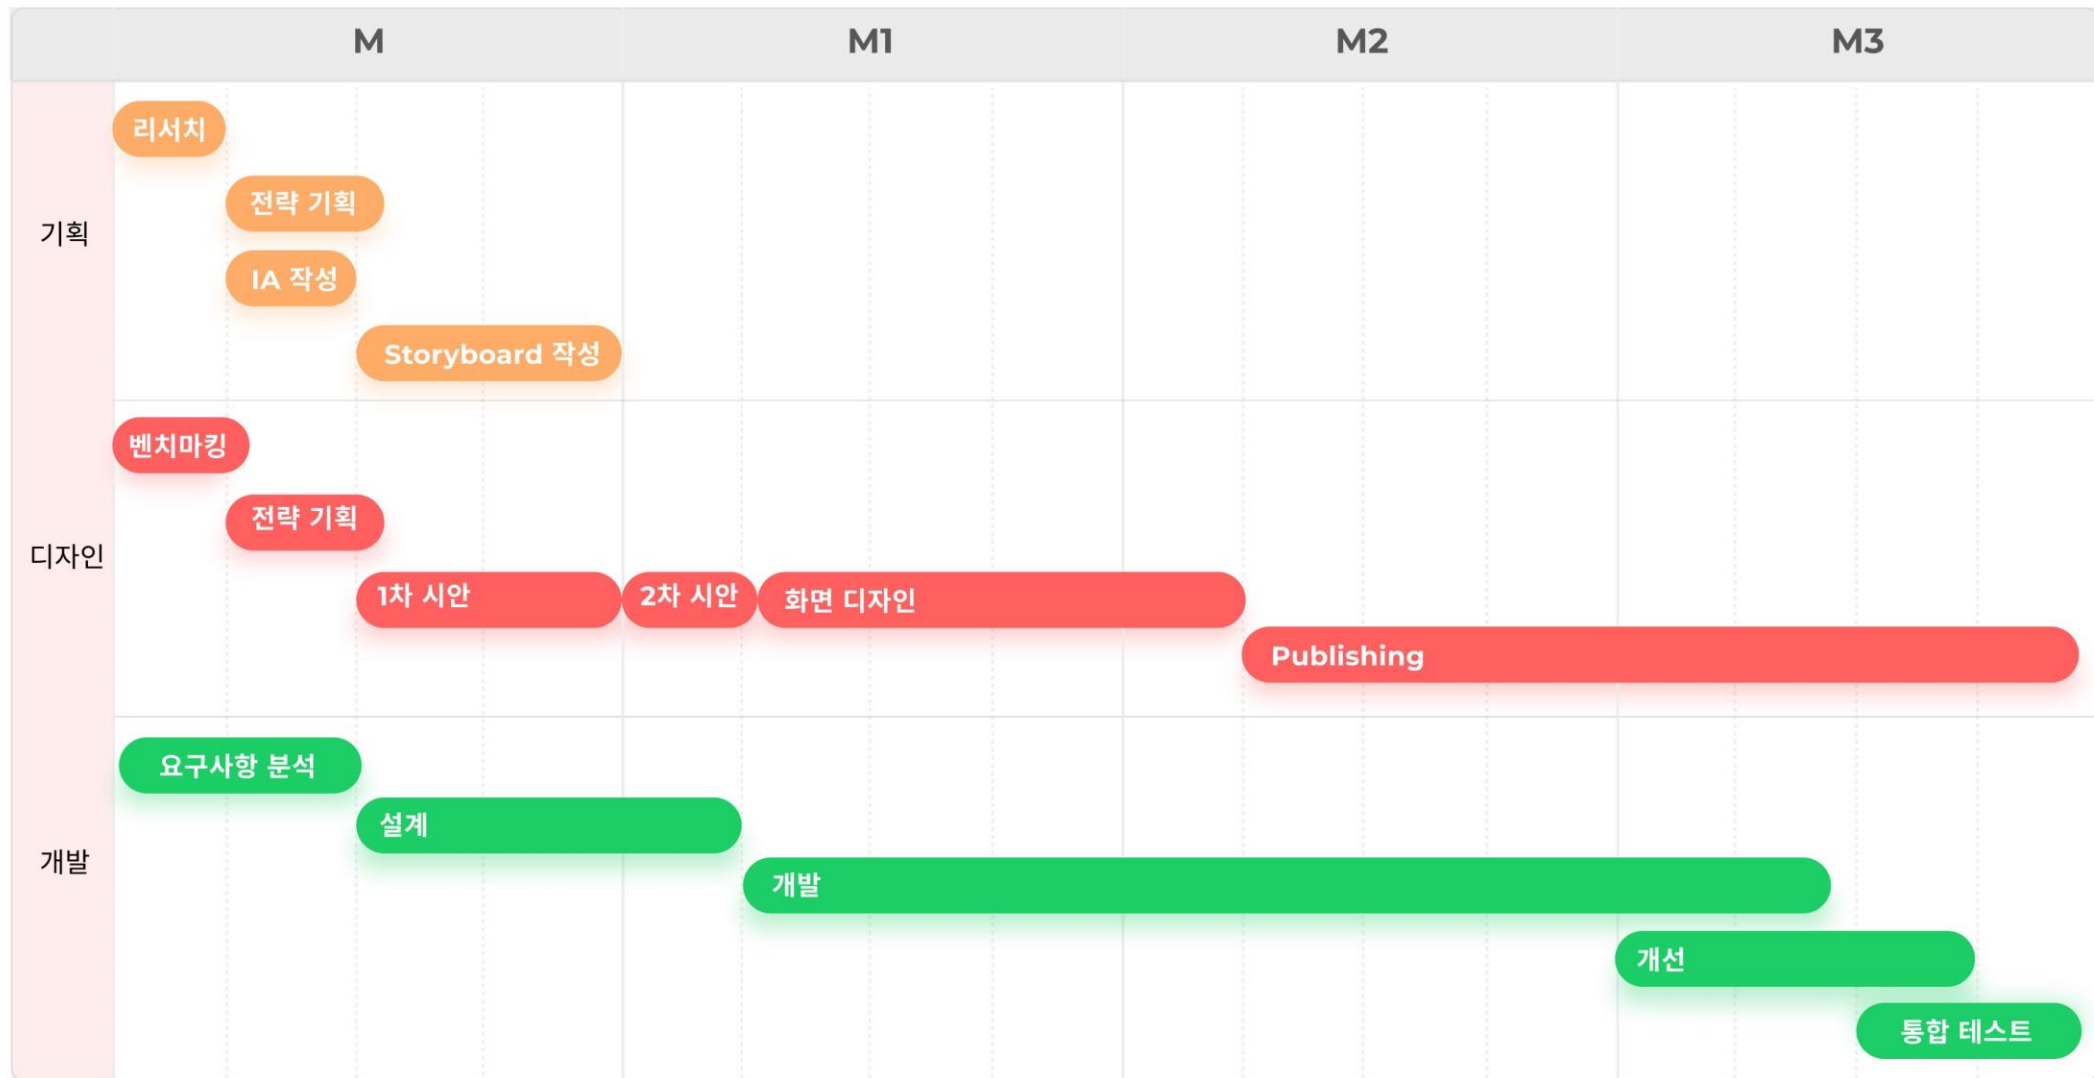 M M1 M2 M3
기획
리서치
전략 기획
IA 작성
Storyboard 작성
디자인
벤치마킹
전략 기획
1차 시안 2차 시안 화면 디자인
Publishing
개발
요구사항 분석
설계
개발
개선
통합 테스트